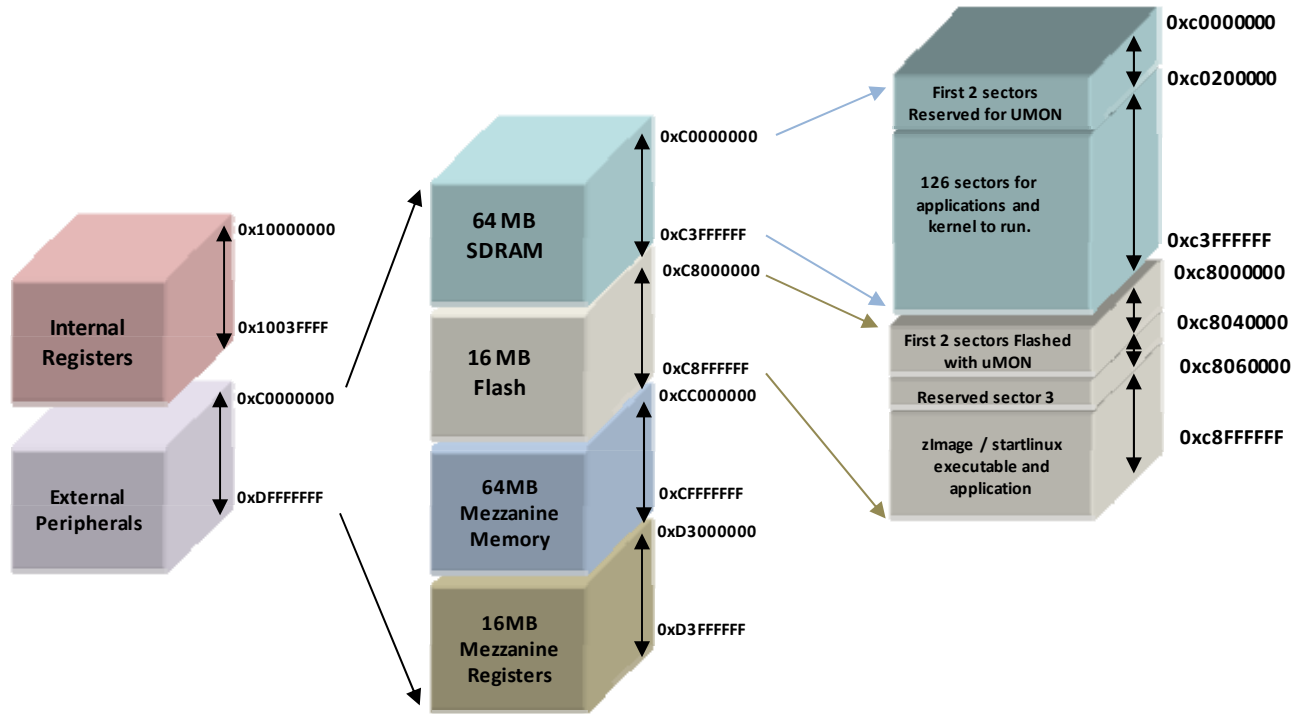 0x10000000
Internal
Registers
0x1003FFFF
0xC0000000
External
Peripherals
0xDFFFFFFF
0xC0000000
64 MB
SDRAM
0xC3FFFFFF
0xC8000000
16 MB
Flash
0xC8FFFFFF
0xCC000000
64MB
Mezzanine
Memory
0xCFFFFFFF
0xD3000000
16MB
Mezzanine
Registers
0xD3FFFFFF
0xc0000000
0xc0200000
First 2 sectors
Reserved for UMON
126 sectors for
applications and
kernel to run.
0xc3FFFFFF
0xc8000000
First 2 sectors Flashed
with uMON
0xc8040000
0xc8060000
Reserved sector 3
zImage / startlinux
executable and
application
0xc8FFFFFF